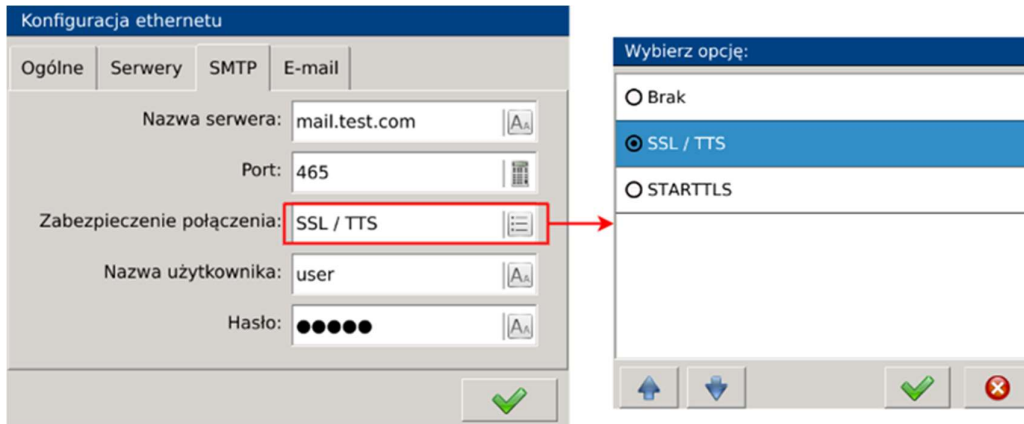 Konfiguracja ethernetu
Ogólne Serwery SMTP E-mail
Nazwa serwera: mail.test.com
Port: 465
Zabezpieczenie połączenia: SSL / TTS
Nazwa użytkownika: user
Hasło: ●●●●●
Wybierz opcję:
Brak
SSL / TTS
STARTTLS